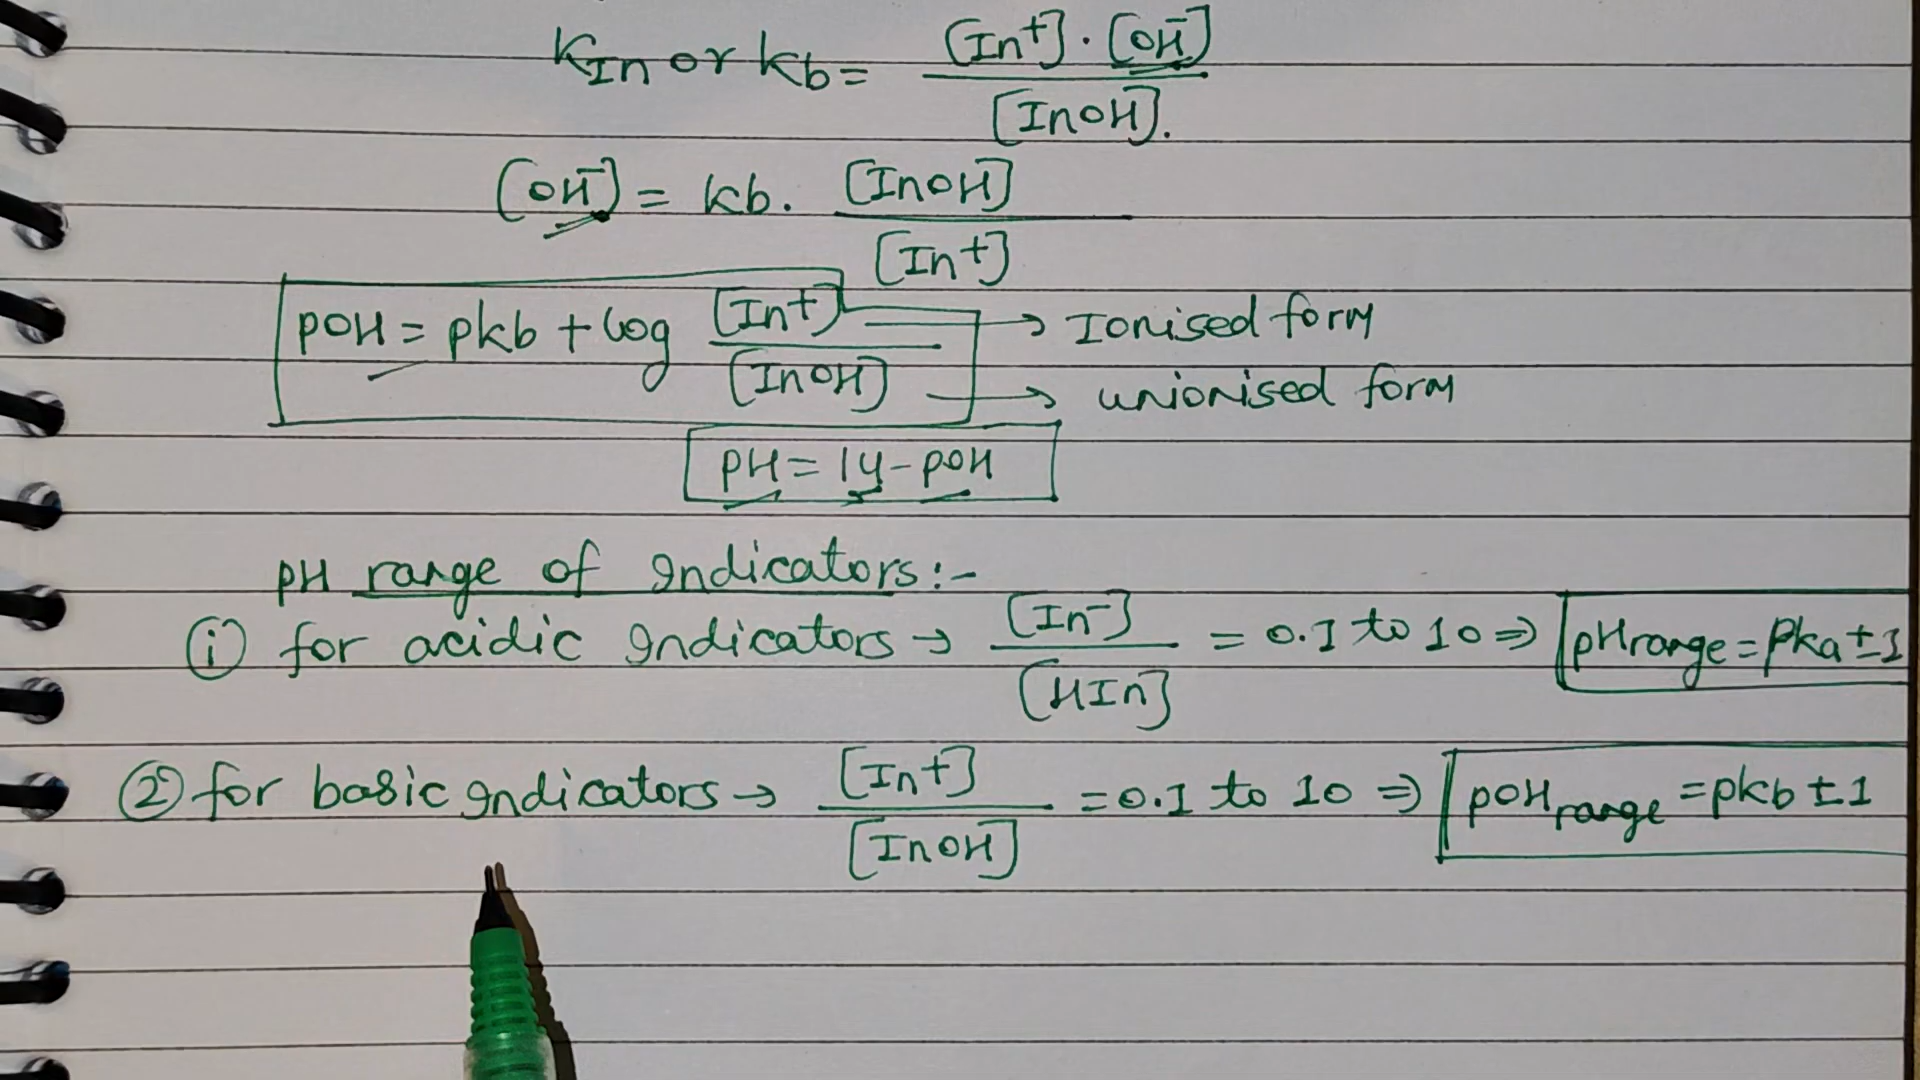 KIn or kb = [In+] . [OH-] / [InOH].
[OH-] = kb. [InOH] / [In+]
pOH = pkb + log [In+] / [InOH]
→ Ionised form
→ unionised form
pH = 14 - pOH
pH range of Indicators:-
(i) for acidic Indicators → [In-] / [HIn] = 0.1 to 10 ⇒ pHrange = pka ± 1
(2) for basic Indicators → [In+] / [InOH] = 0.1 to 10 ⇒ pOHrange = pkb ± 1